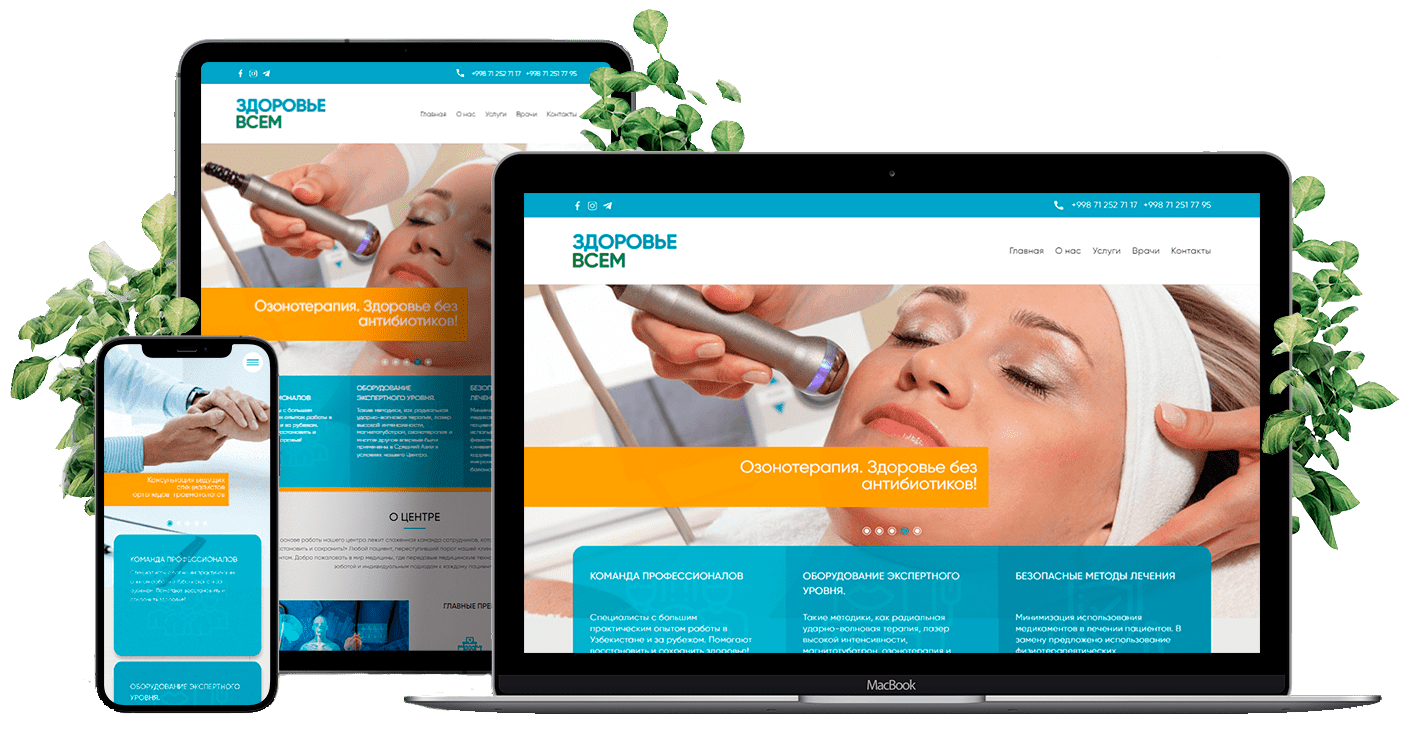 +998 71 252 71 17 +998 71 251 77 95
ЗДОРОВЬЕ
ВСЕМ
Главная О нас Услуги Врачи Контакты
Озонотерапия. Здоровье без
антибиотиков!
ОБОРУДОВАНИЕ
ЭКСПЕРТНОГО УРОВНЯ.
Такие методики, как радиальная
ударно-волновая терапия, лазер
высокой интенсивности,
магнитотубатрон, озонотерапия и
многие другое впервые были
применены в Средней Азии в
условиях нашего Центра.
О ЦЕНТРЕ
ГЛАВНЫЕ ПРЕ
Консультация ведущих
специалистов
ортопедов травматологов
КОМАНДА ПРОФЕССИОНАЛОВ
ОБОРУДОВАНИЕ ЭКСПЕРТНОГО
УРОВНЯ.
+998 71 252 71 17 +998 71 251 77 95
ЗДОРОВЬЕ
ВСЕМ
Главная О нас Услуги Врачи Контакты
Озонотерапия. Здоровье без
антибиотиков!
КОМАНДА ПРОФЕССИОНАЛОВ
Специалисты с большим
практическим опытом работы в
Узбекистане и за рубежом. Помогают
восстановить и сохранить здоровье!
ОБОРУДОВАНИЕ ЭКСПЕРТНОГО
УРОВНЯ.
Такие методики, как радиальная
ударно-волновая терапия, лазер
высокой интенсивности,
магнитотубатрон, озонотерапия и
БЕЗОПАСНЫЕ МЕТОДЫ ЛЕЧЕНИЯ
Минимизация использования
медикаментов в лечении пациентов. В
замену предложено использование
физиотерапевтических
MacBook